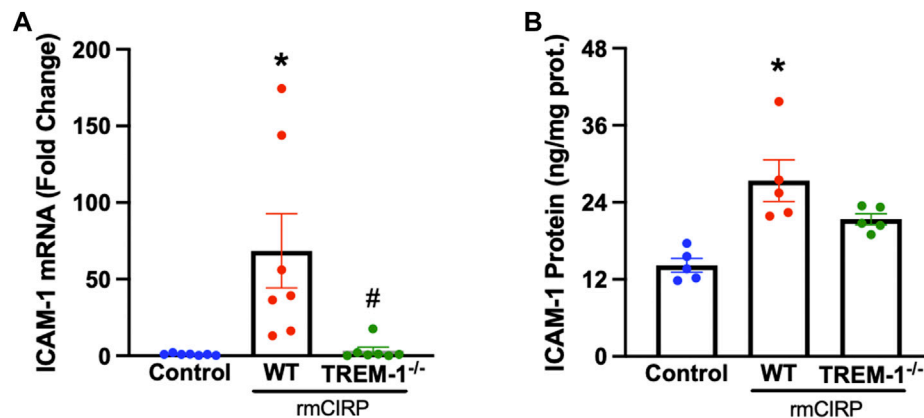 A
ICAM-1 mRNA (Fold Change)
200
150
100
50
0
*
#
Control
WT
TREM-1-/-
rmCIRP
B
ICAM-1 Protein (ng/mg prot.)
48
36
24
12
0
*
Control
WT
TREM-1-/-
rmCIRP